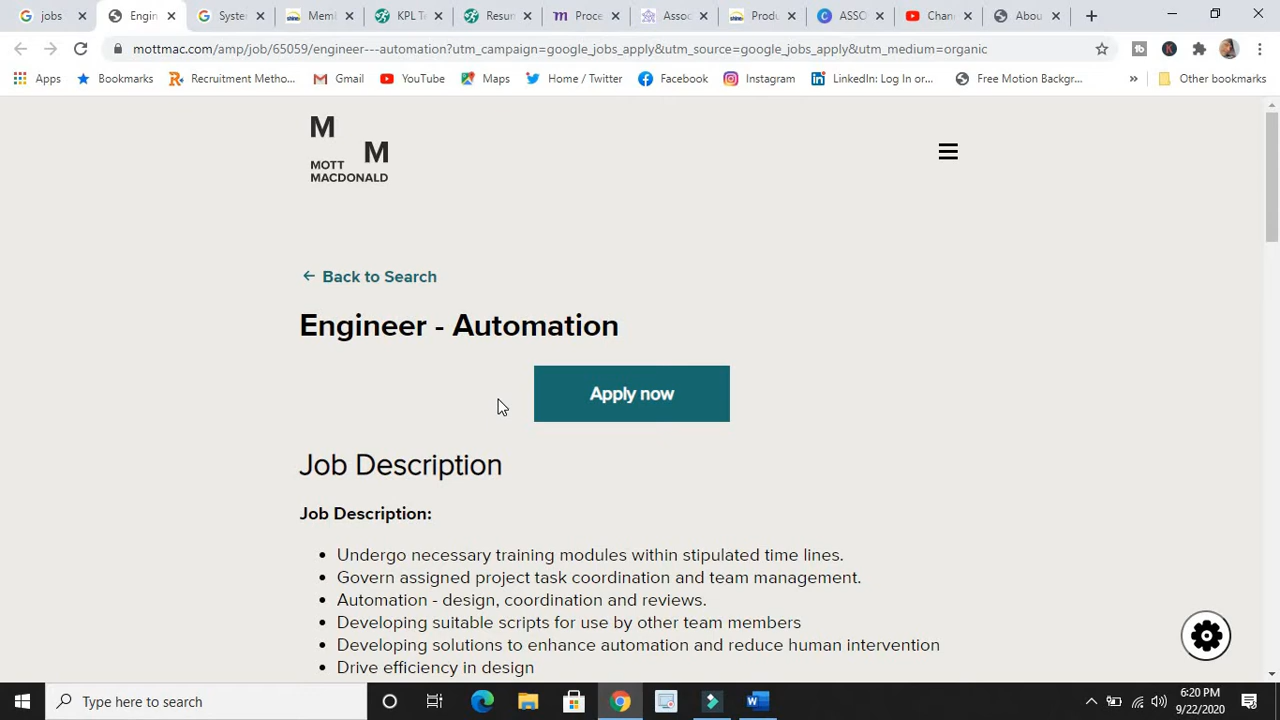 jobs
Engin
Syste
Memb
KPL Te
Resun
Proce
Assoc
Produ
ASSO
Chan
Abou
mottmac.com/amp/job/65059/engineer---automation?utm_campaign=google_jobs_apply&utm_source=google_jobs_apply&utm_medium=organic
Apps
Bookmarks
Recruitment Metho...
Gmail
YouTube
Maps
Home / Twitter
Facebook
Instagram
LinkedIn: Log In or...
Free Motion Backgr...
»
Other bookmarks
M
M
MOTT
MACDONALD
← Back to Search
Engineer - Automation
Apply now
Job Description
Job Description:
• Undergo necessary training modules within stipulated time lines.
• Govern assigned project task coordination and team management.
• Automation - design, coordination and reviews.
• Developing suitable scripts for use by other team members
• Developing solutions to enhance automation and reduce human intervention
• Drive efficiency in design
Type here to search
6:20 PM
9/22/2020